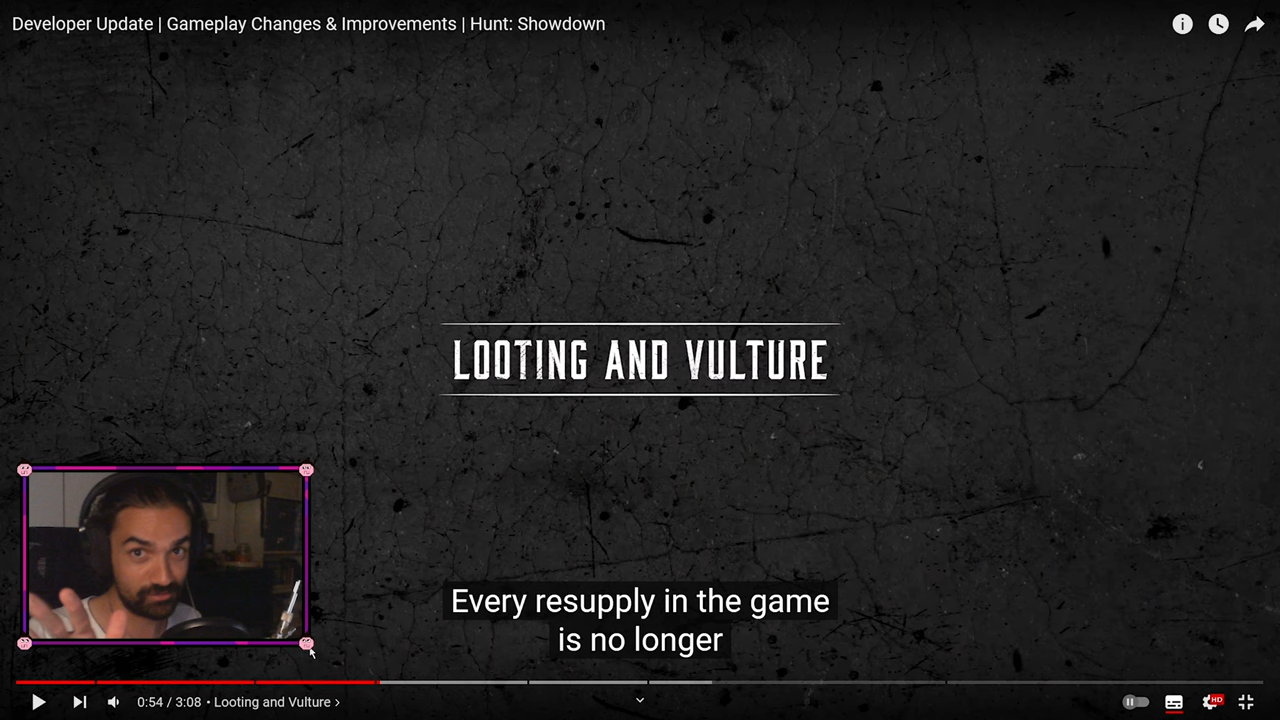 Developer Update | Gameplay Changes & Improvements | Hunt: Showdown
LOOTING AND VULTURE
Every resupply in the game
is no longer
0:54 / 3:08 • Looting and Vulture ›
HD